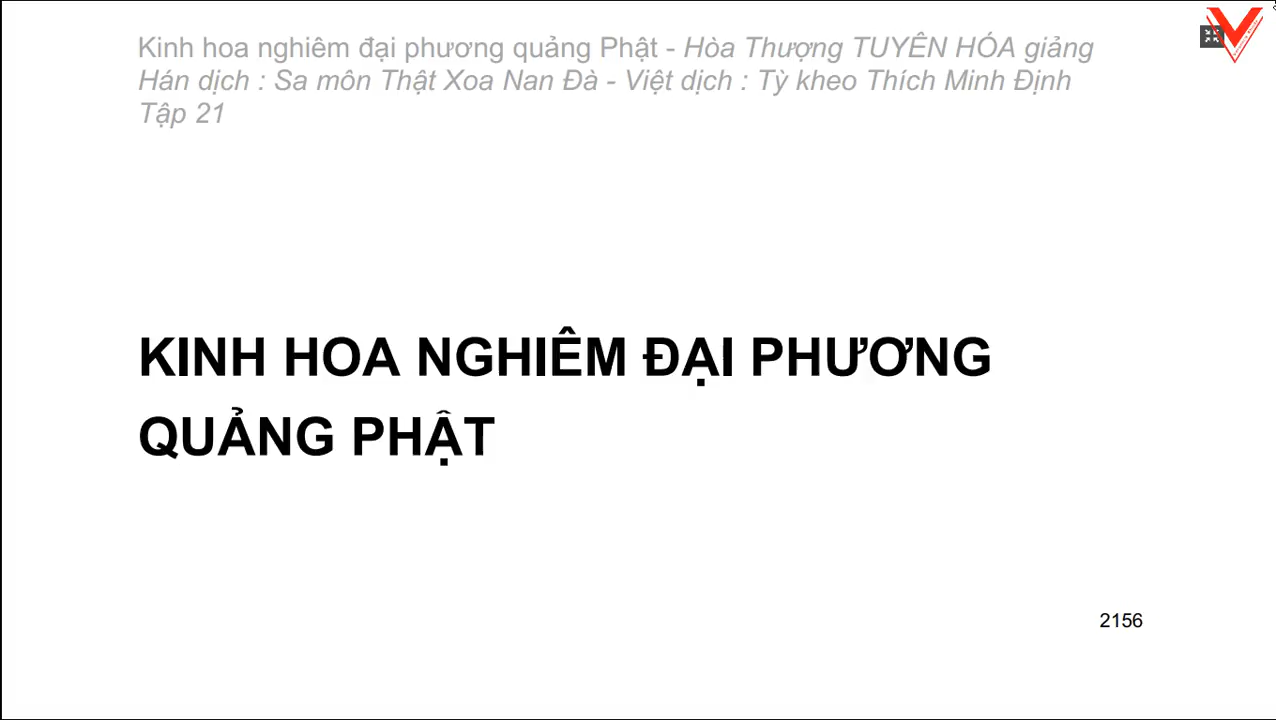 Kinh hoa nghiêm đại phương quảng Phật - Hòa Thượng TUYÊN HÓA giảng
Hán dịch : Sa môn Thật Xoa Nan Đà - Việt dịch : Tỳ kheo Thích Minh Định
Tập 21
KINH HOA NGHIÊM ĐẠI PHƯƠNG
QUẢNG PHẬT
2156